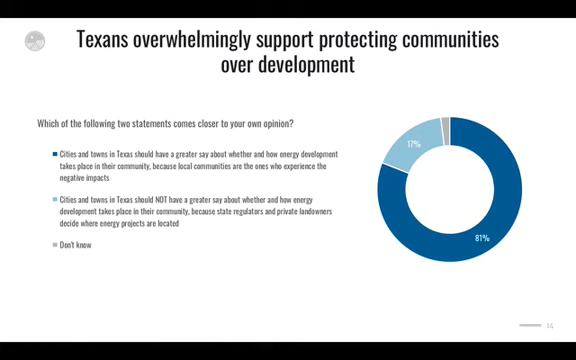 Texans overwhelmingly support protecting communities
over development
Which of the following two statements comes closer to your own opinion?
Cities and towns in Texas should have a greater say about whether and how energy development
takes place in their community, because local communities are the ones who experience the
negative impacts
Cities and towns in Texas should NOT have a greater say about whether and how energy
development takes place in their community, because state regulators and private landowners
decide where energy projects are located
Don't know
17%
81%
14